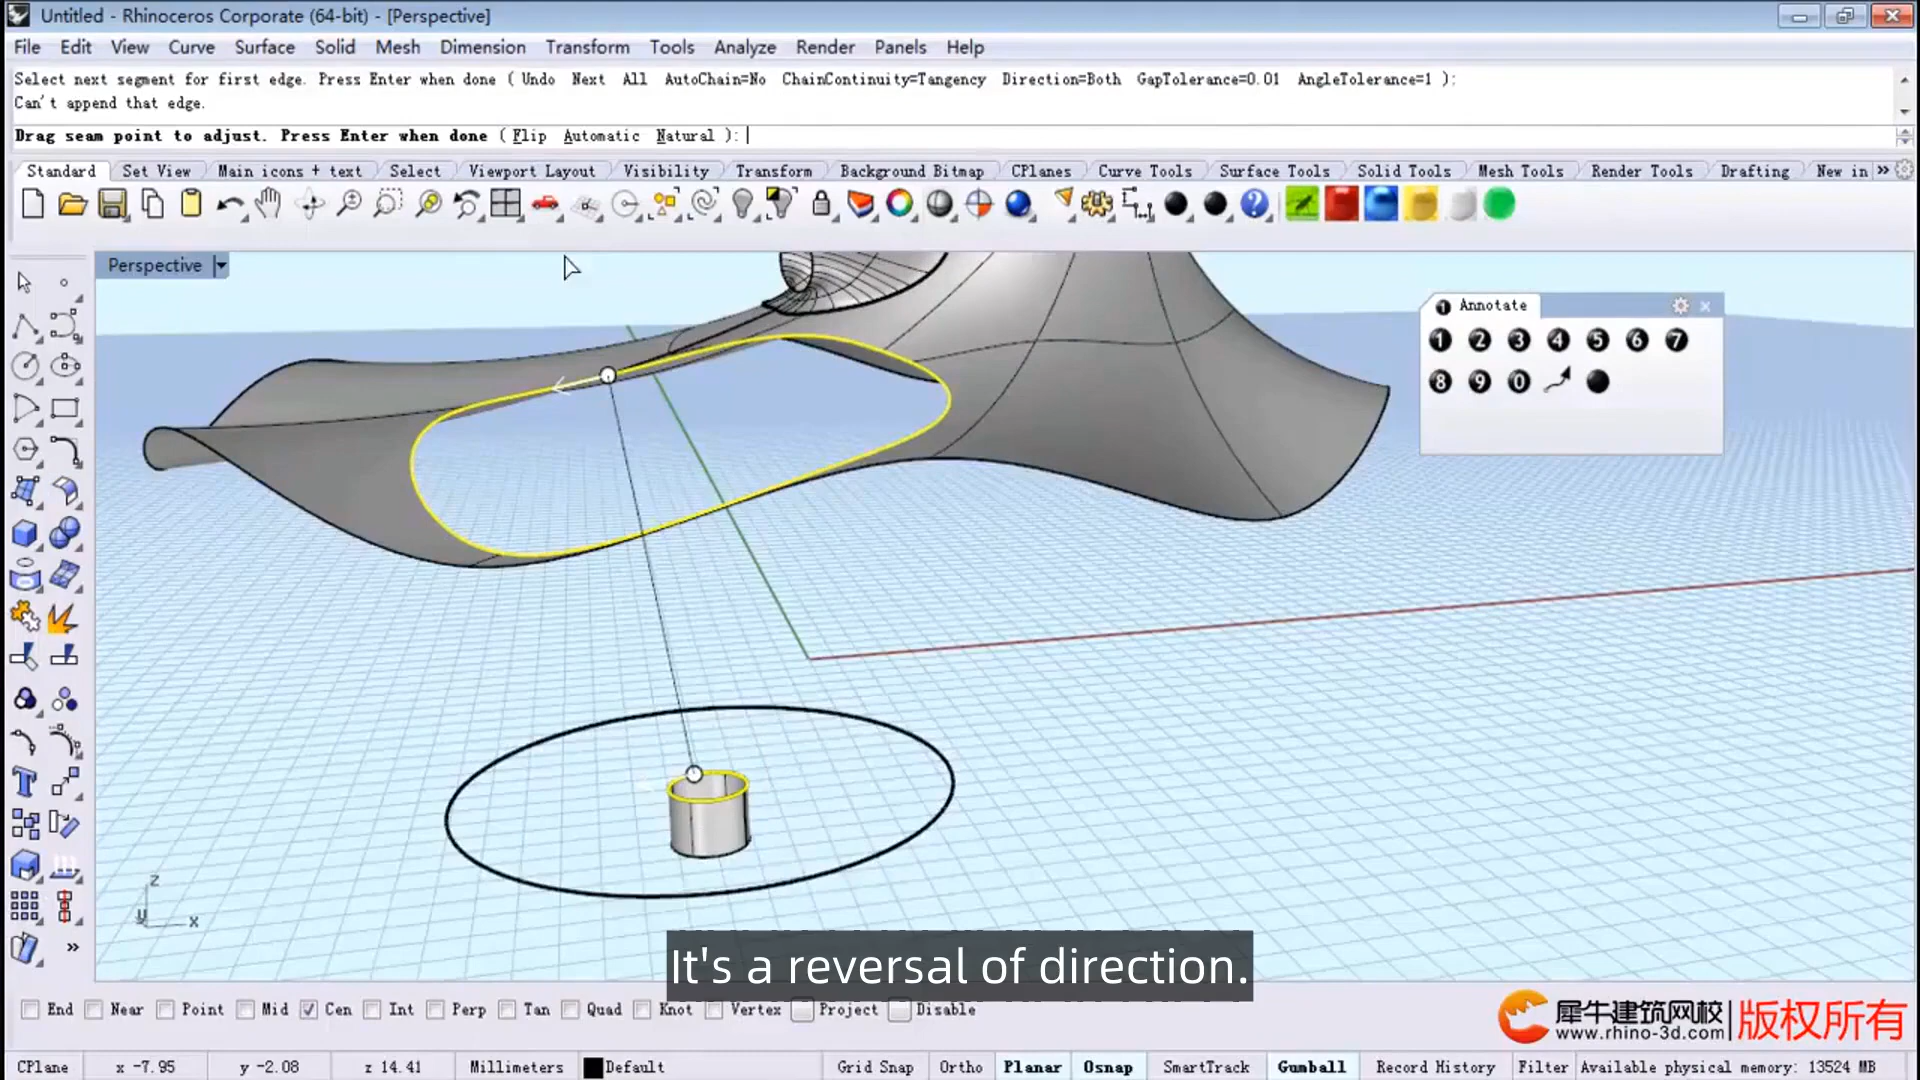 Untitled - Rhinoceros Corporate (64-bit) - [Perspective]
File Edit View Curve Surface Solid Mesh Dimension Transform Tools Analyze Render Panels Help
Select next segment for first edge. Press Enter when done ( Undo Next All AutoChain=No ChainContinuity=Tangency Direction=Both GapTolerance=0.01 AngleTolerance=1 ):
Can't append that edge.
Drag seam point to adjust. Press Enter when done ( Flip Automatic Natural ):
Standard Set View Main icons + text Select Viewport Layout Visibility Transform Background Bitmap CPlanes Curve Tools Surface Tools Solid Tools Mesh Tools Render Tools Drafting New in »
Perspective
Annotate
1 2 3 4 5 6 7
8 9 0
z
y x
It's a reversal of direction.
End Near Point Mid Cen Int Perp Tan Quad Knot Vertex Project Disable
犀牛建筑网校
www.rhino-3d.com
版权所有
CPlane x -7.95 y -2.08 z 14.41 Millimeters Default Grid Snap Ortho Planar Osnap SmartTrack Gumball Record History Filter Available physical memory: 13524 MB